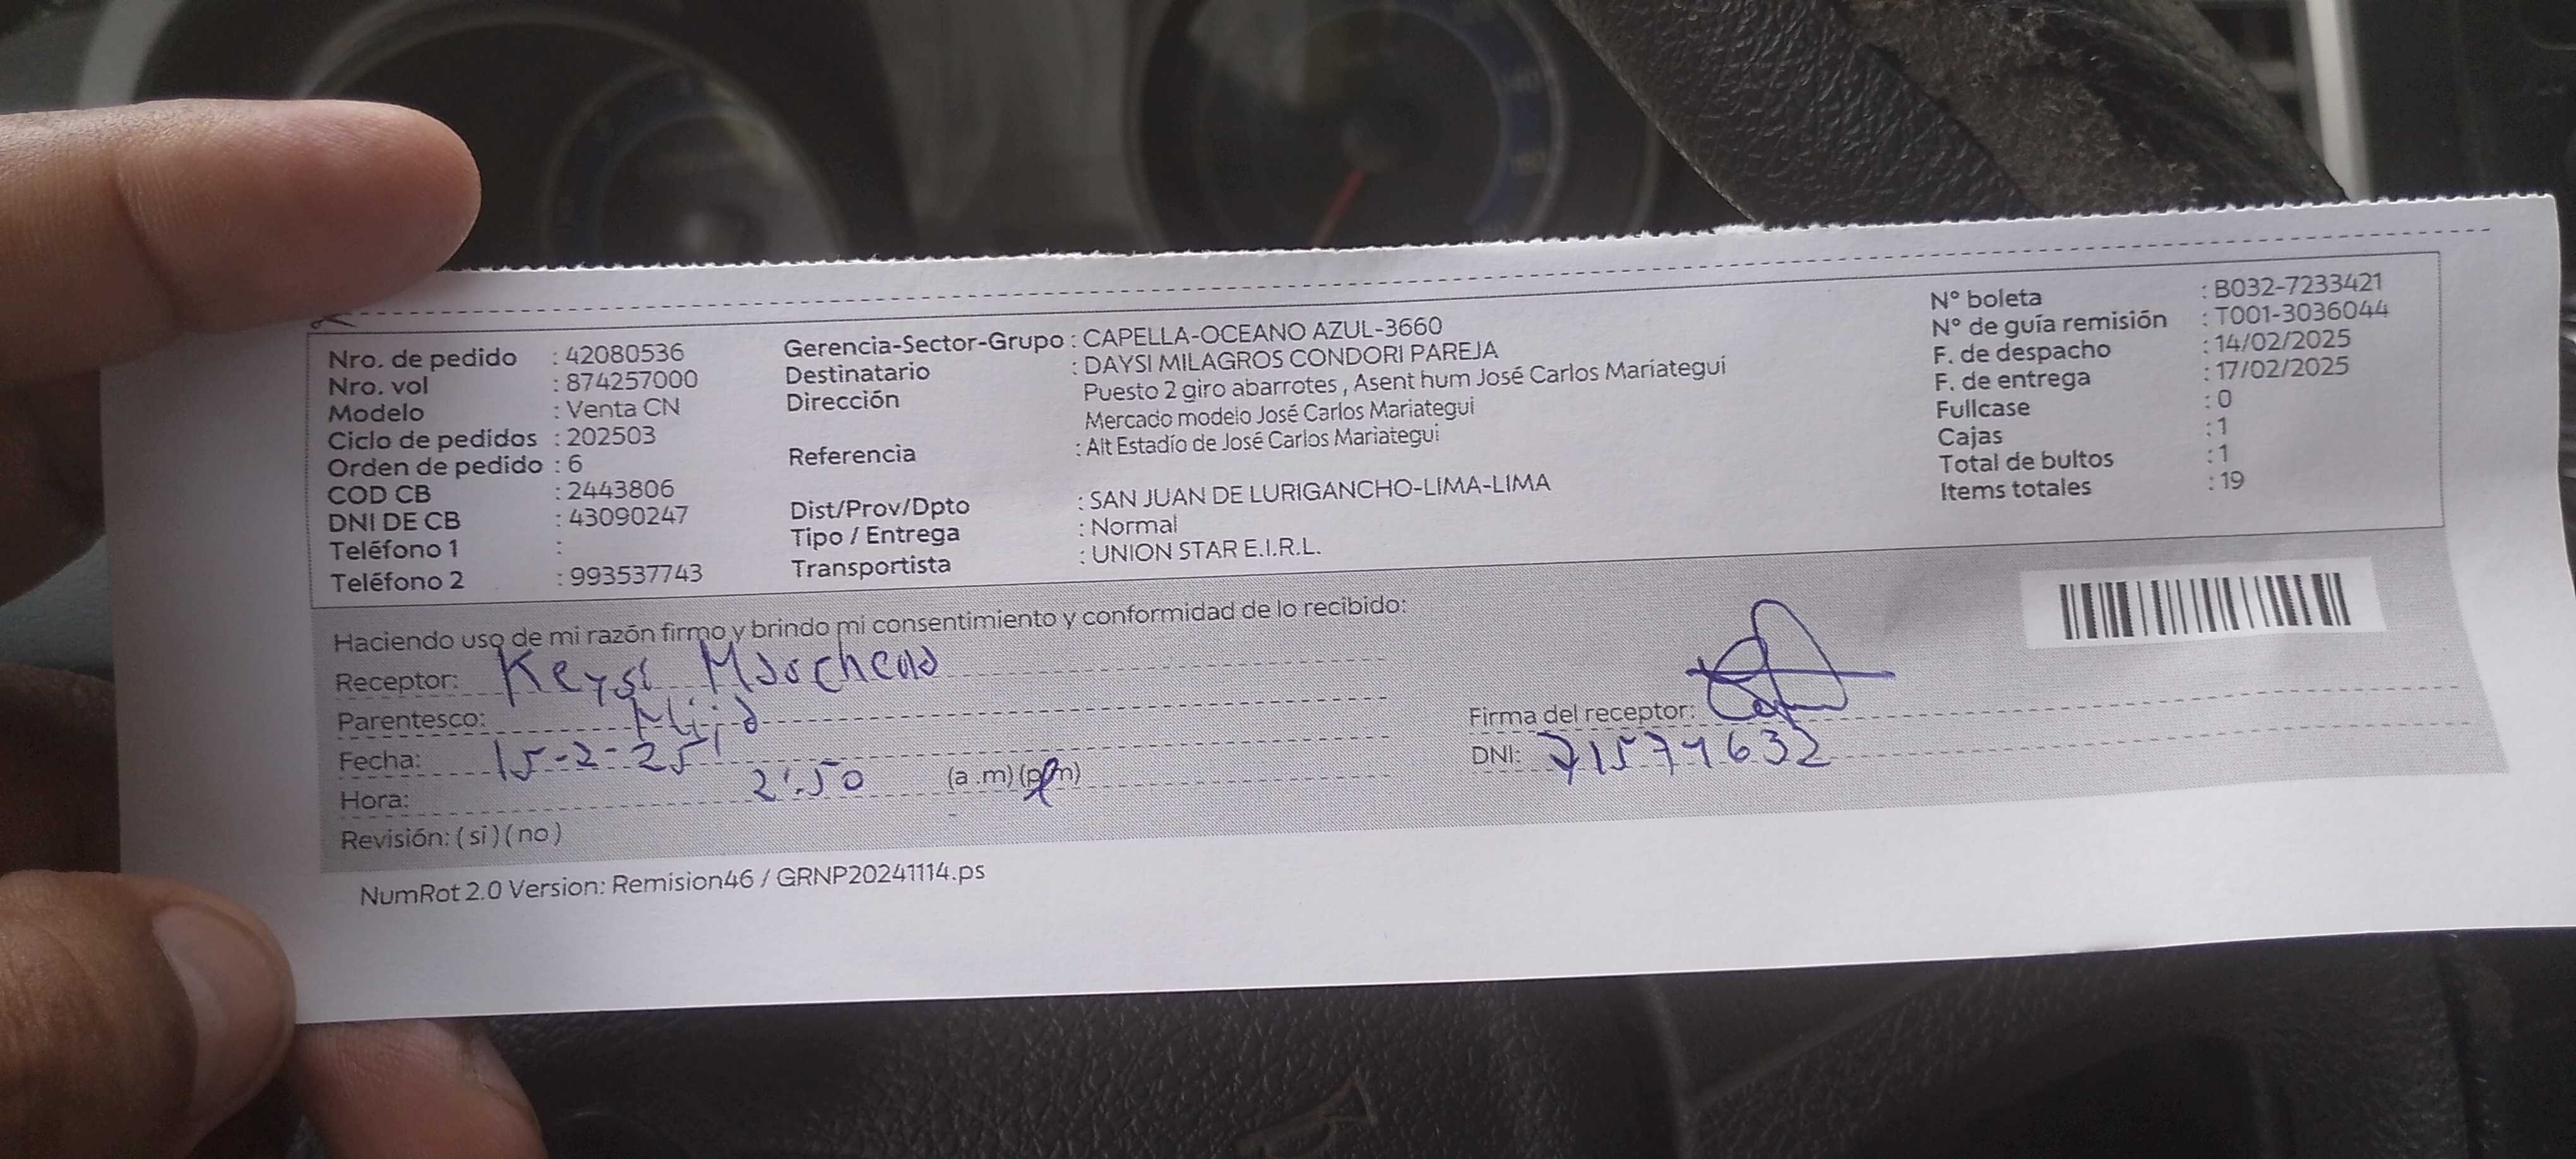 Nro. de pedido : 42080536
Nro. vol : 874257000
Modelo : Venta CN
Ciclo de pedidos : 202503
Orden de pedido : 6
COD CB : 2443806
DNI DE CB : 43090247
Teléfono 1 :
Teléfono 2 : 993537743
Gerencia-Sector-Grupo : CAPELLA-OCEANO AZUL-3660
Destinatario : DAYSI MILAGROS CONDORI PAREJA
Dirección Puesto 2 giro abarrotes , Asent hum José Carlos Mariategui
Mercado modelo José Carlos Mariategui
Referencia : Alt Estadío de José Carlos Mariategui
Dist/Prov/Dpto : SAN JUAN DE LURIGANCHO-LIMA-LIMA
Tipo / Entrega : Normal
Transportista : UNION STAR E.I.R.L.
N° boleta : B032-7233421
N° de guía remisión : T001-3036044
F. de despacho : 14/02/2025
F. de entrega : 17/02/2025
Fullcase : 0
Cajas : 1
Total de bultos : 1
Items totales : 19
Haciendo uso de mi razón firmo y brindo mi consentimiento y conformidad de lo recibido:
Receptor: Keysi
Parentesco: Hija
Fecha: 15-2-25
Hora: 2:50 (a.m) (pm)
Revisión: (si) (no)
Firma del receptor:
DNI:
NumRot 2.0 Version: Remision46 / GRNP20241114.ps